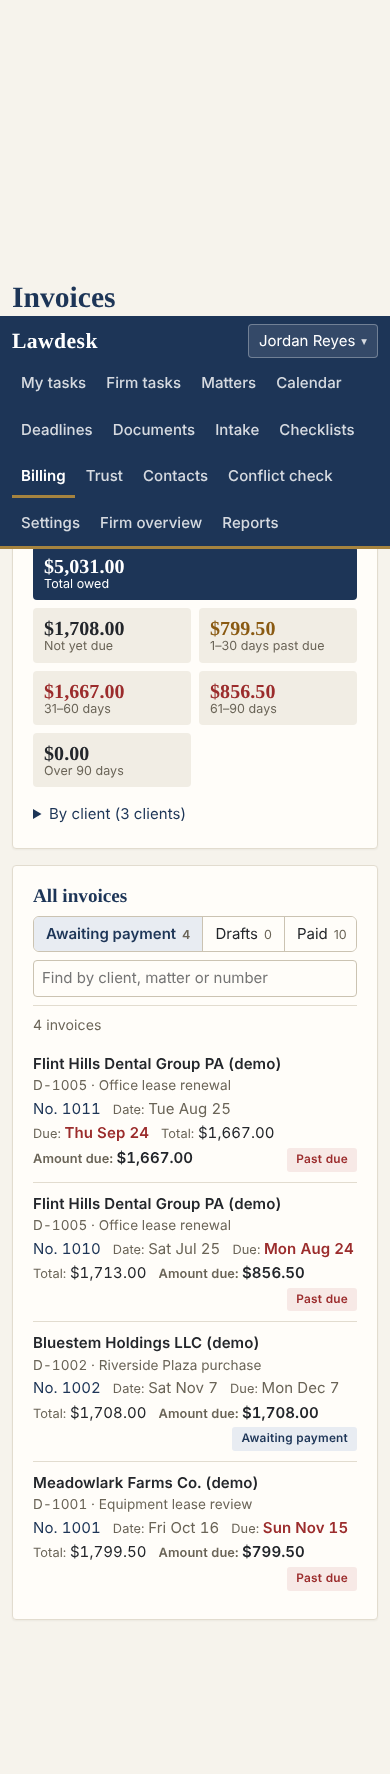 Invoices
Lawdesk
Jordan Reyes ▾
My tasks Firm tasks Matters Calendar
Deadlines Documents Intake Checklists
Billing Trust Contacts Conflict check
Settings Firm overview Reports
$5,031.00
Total owed
$1,708.00 $799.50
Not yet due 1–30 days past due
$1,667.00 $856.50
31–60 days 61–90 days
$0.00
Over 90 days
▶ By client (3 clients)
All invoices
Awaiting payment 4 Drafts 0 Paid 10
Find by client, matter or number
4 invoices
Flint Hills Dental Group PA (demo)
D-1005 · Office lease renewal
No. 1011 Date: Tue Aug 25
Due: Thu Sep 24 Total: $1,667.00
Amount due: $1,667.00 Past due
Flint Hills Dental Group PA (demo)
D-1005 · Office lease renewal
No. 1010 Date: Sat Jul 25 Due: Mon Aug 24
Total: $1,713.00 Amount due: $856.50
Past due
Bluestem Holdings LLC (demo)
D-1002 · Riverside Plaza purchase
No. 1002 Date: Sat Nov 7 Due: Mon Dec 7
Total: $1,708.00 Amount due: $1,708.00
Awaiting payment
Meadowlark Farms Co. (demo)
D-1001 · Equipment lease review
No. 1001 Date: Fri Oct 16 Due: Sun Nov 15
Total: $1,799.50 Amount due: $799.50
Past due